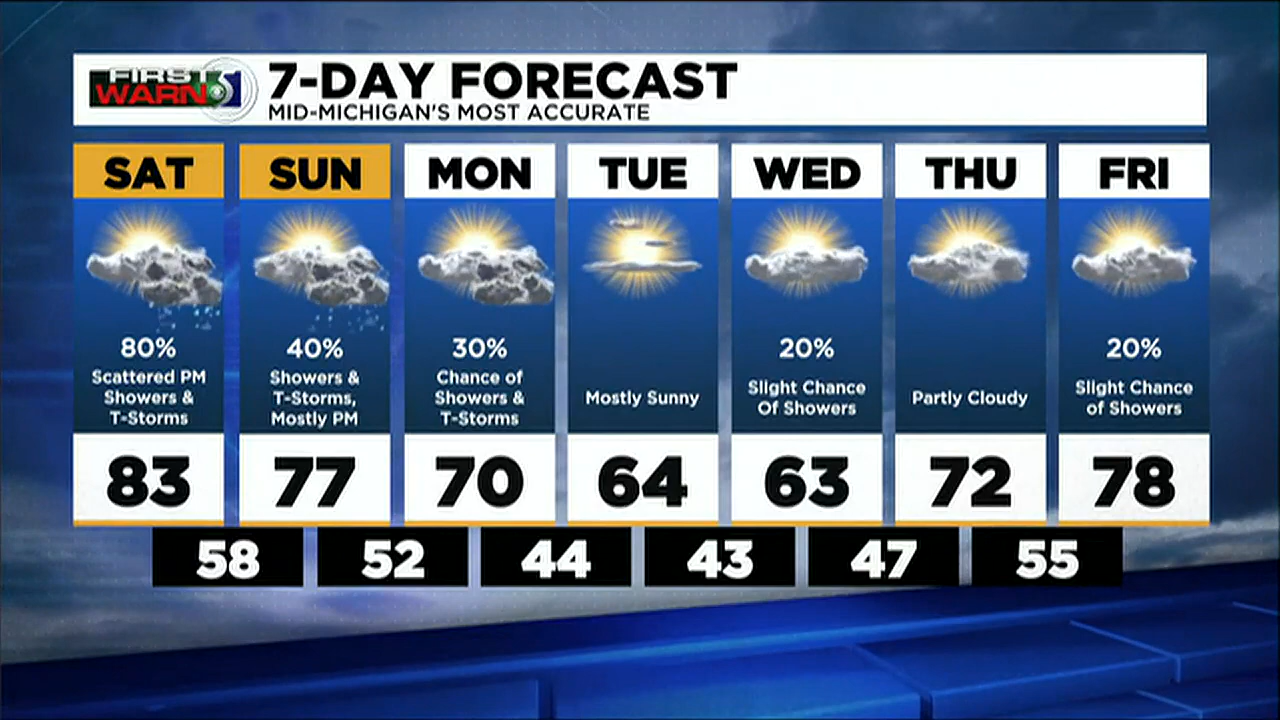 FIRST
WARN 5
7-DAY FORECAST
MID-MICHIGAN'S MOST ACCURATE
SAT
80%
Scattered PM
Showers &
T-Storms
83
SUN
40%
Showers &
T-Storms,
Mostly PM
77
MON
30%
Chance of
Showers &
T-Storms
70
TUE
Mostly Sunny
64
WED
20%
Slight Chance
Of Showers
63
THU
Partly Cloudy
72
FRI
20%
Slight Chance
of Showers
78
58
52
44
43
47
55